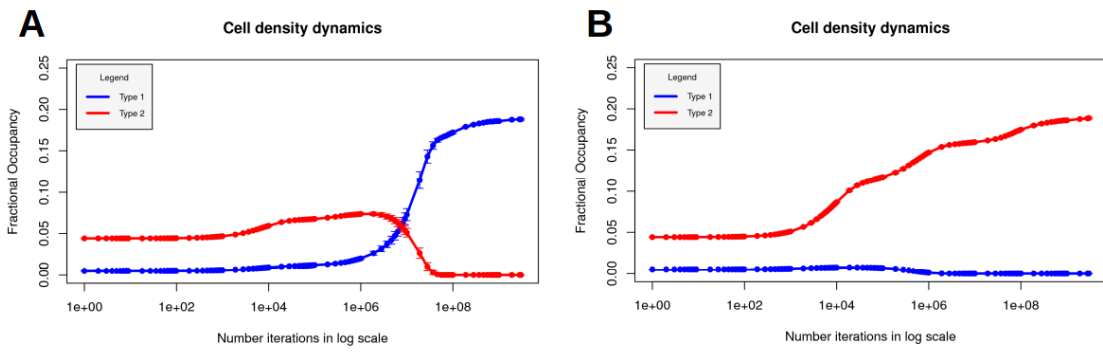 A
Cell density dynamics
Legend
Type 1
Type 2
Fractional Occupancy
0.00
0.05
0.10
0.15
0.20
0.25
1e+00
1e+02
1e+04
1e+06
1e+08
Number iterictions in log scale
B
Cell density dynamics
Legend
Type 1
Type 2
Fractional Occupancy
0.00
0.05
0.10
0.15
0.20
0.25
1e+00
1e+02
1e+04
1e+06
1e+08
Number iterictions in log scale